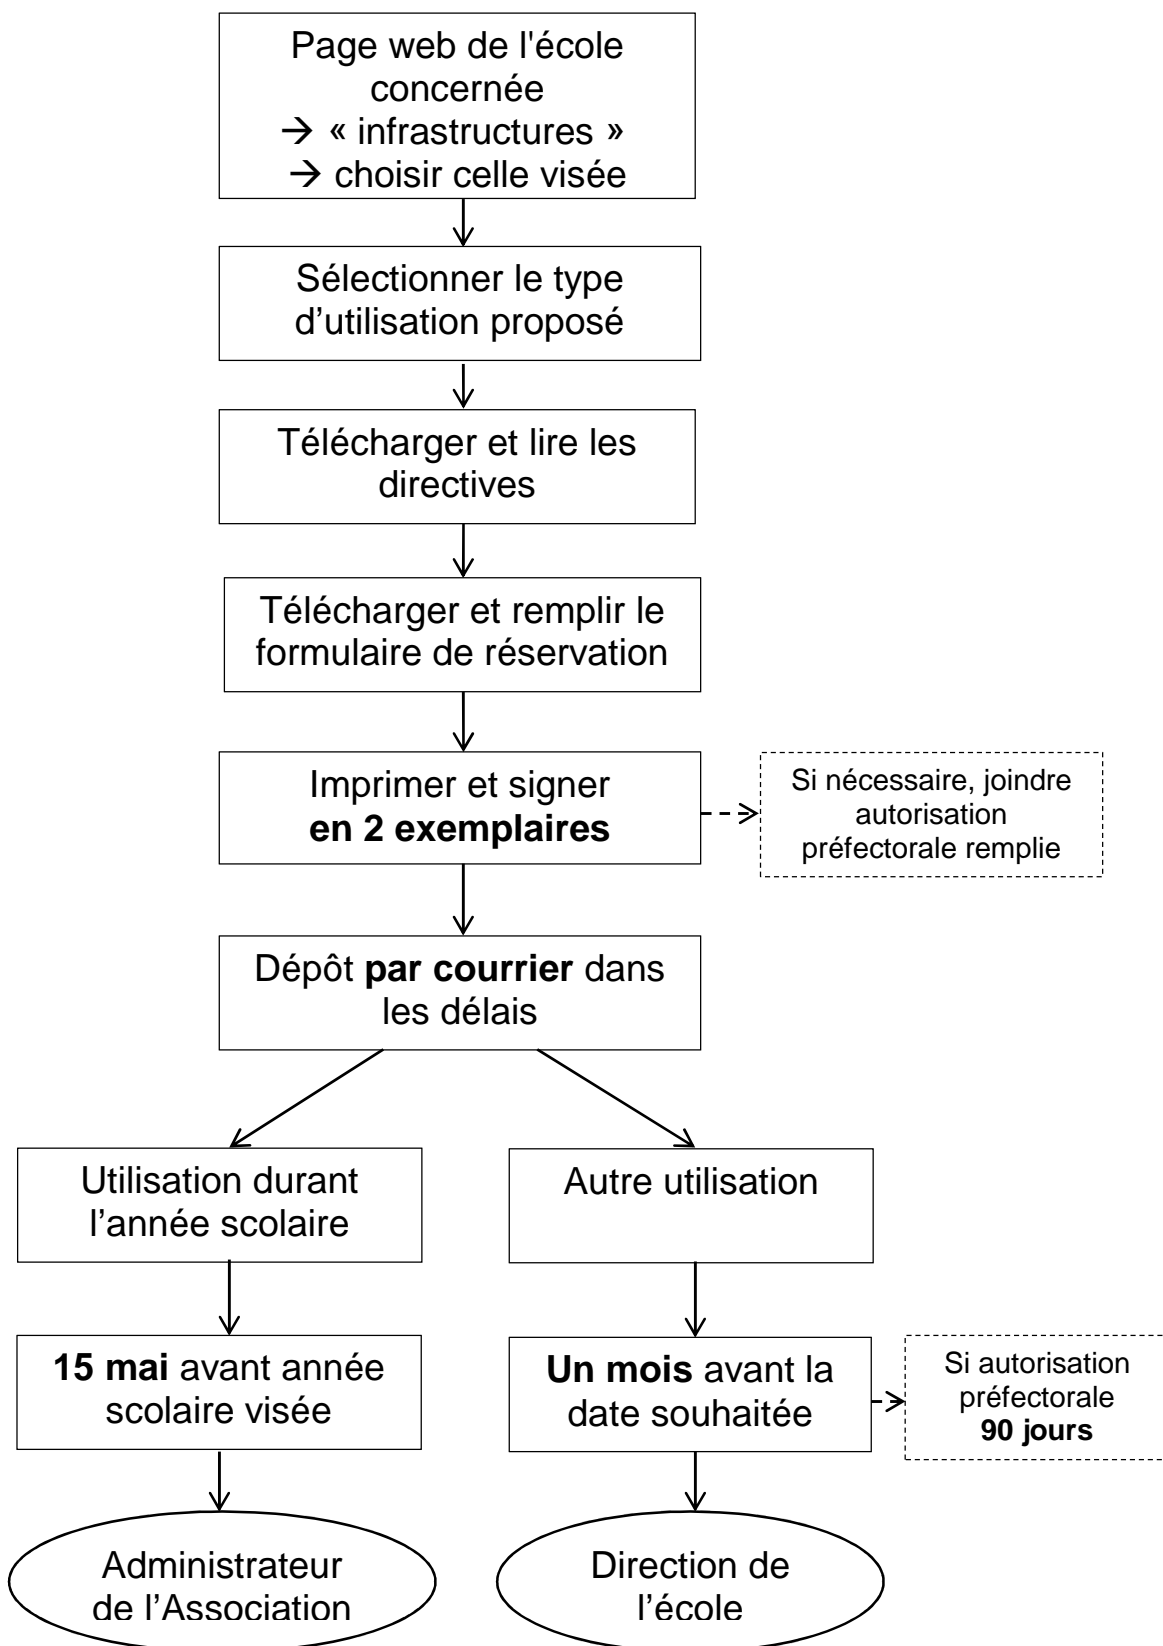 Page web de l'école
concernée
→ « infrastructures »
→ choisir celle visée
Sélectionner le type
d’utilisation proposé
Télécharger et lire les
directives
Télécharger et remplir le
formulaire de réservation
Imprimer et signer
en 2 exemplaires
Si nécessaire, joindre
autorisation
préfectorale remplie
Dépôt par courrier dans
les délais
Utilisation durant
l’année scolaire
Autre utilisation
15 mai avant année
scolaire visée
Un mois avant la
date souhaitée
Si autorisation
préfectorale
90 jours
Administrateur
de l’Association
Direction de
l’école